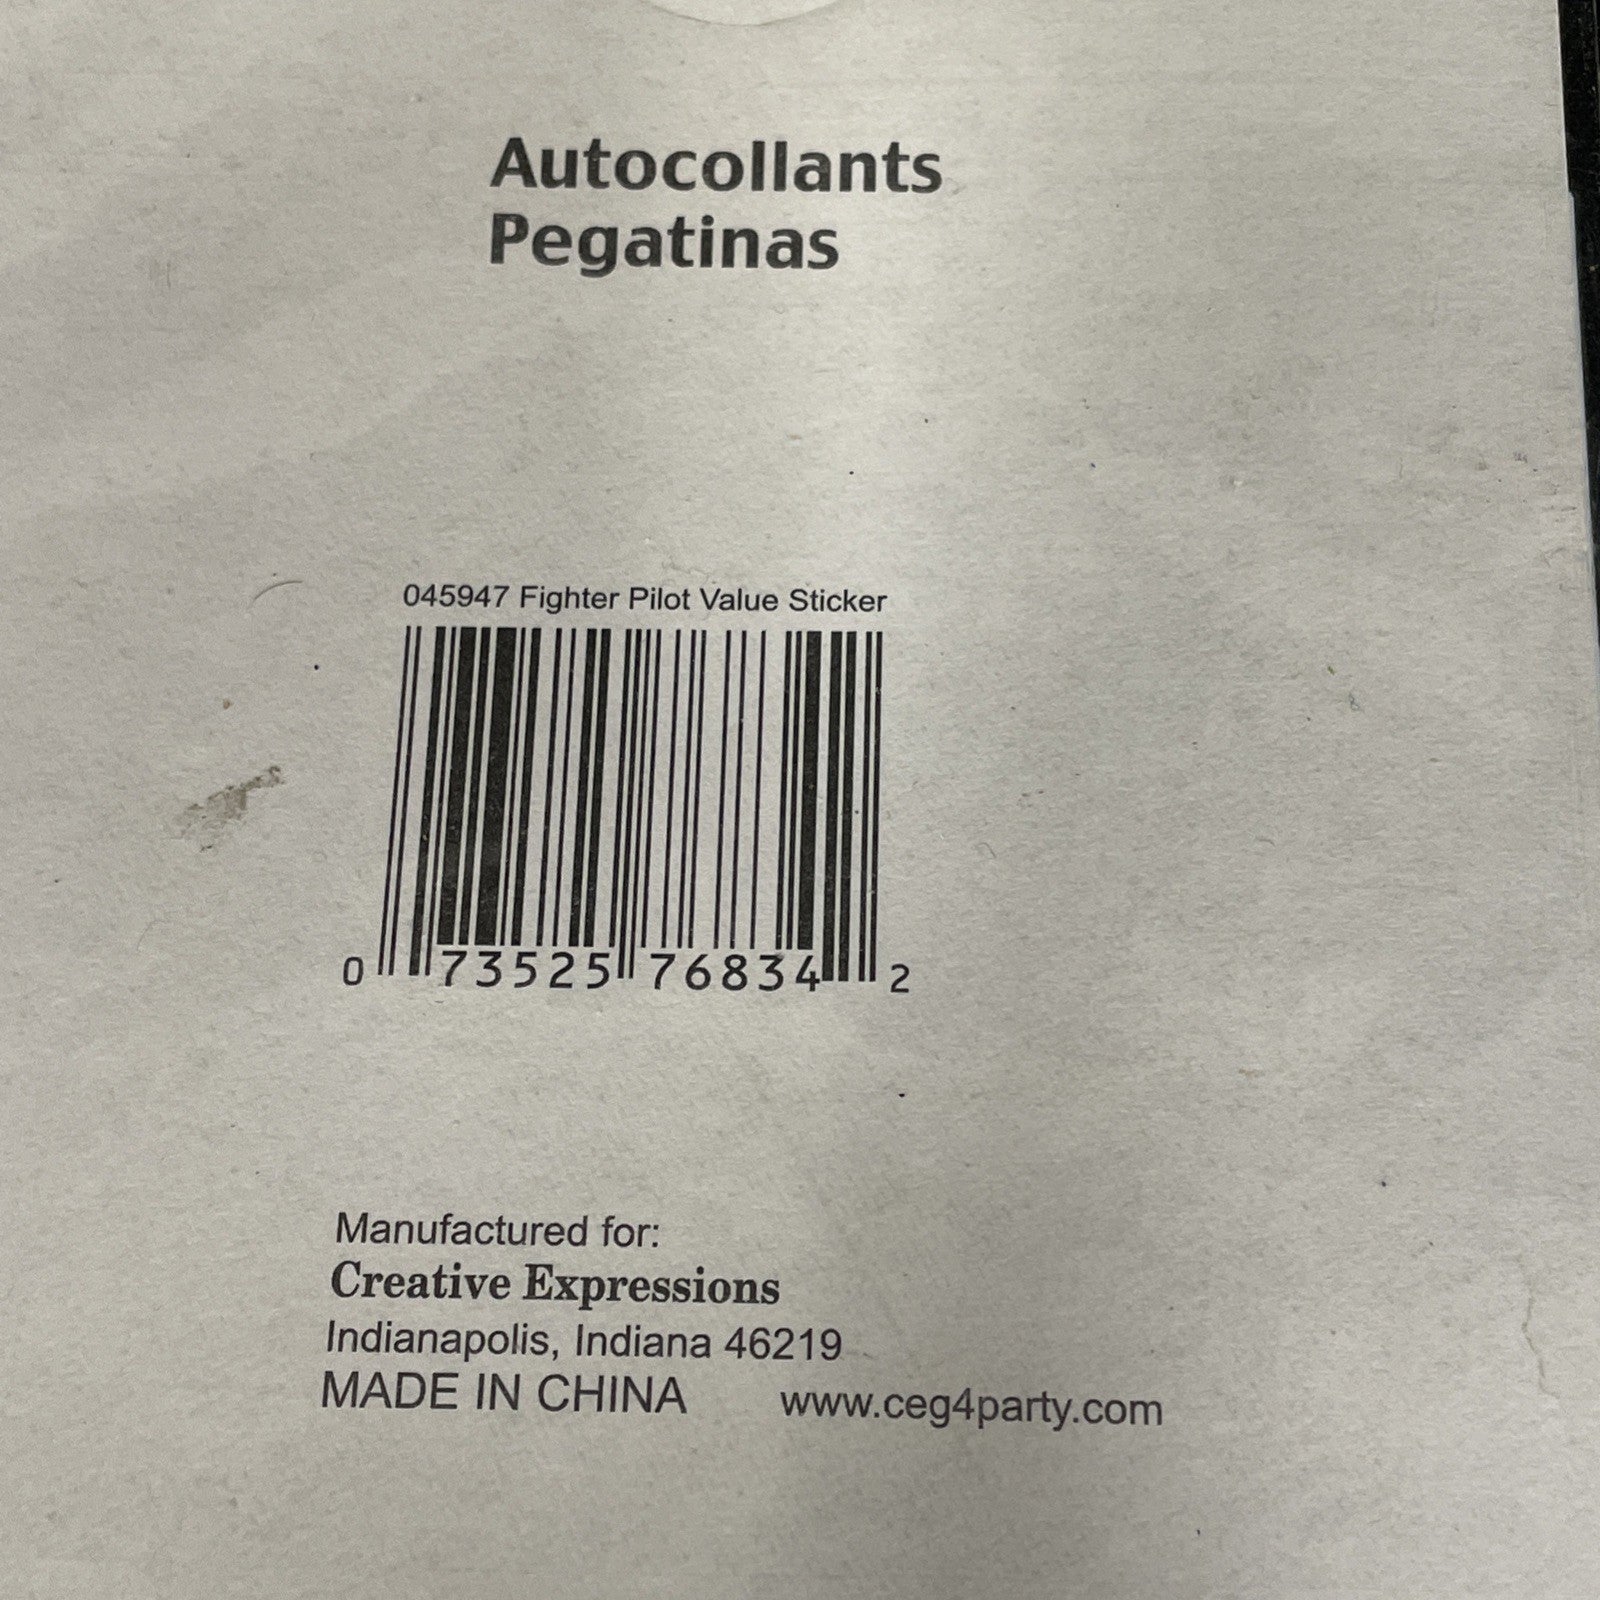 Autocollants
Pegatinas
045947 Fighter Pilot Value Sticker
0 73525 76834 2
Manufactured for:
Creative Expressions
Indianapolis, Indiana 46219
MADE IN CHINA www.ceg4party.com